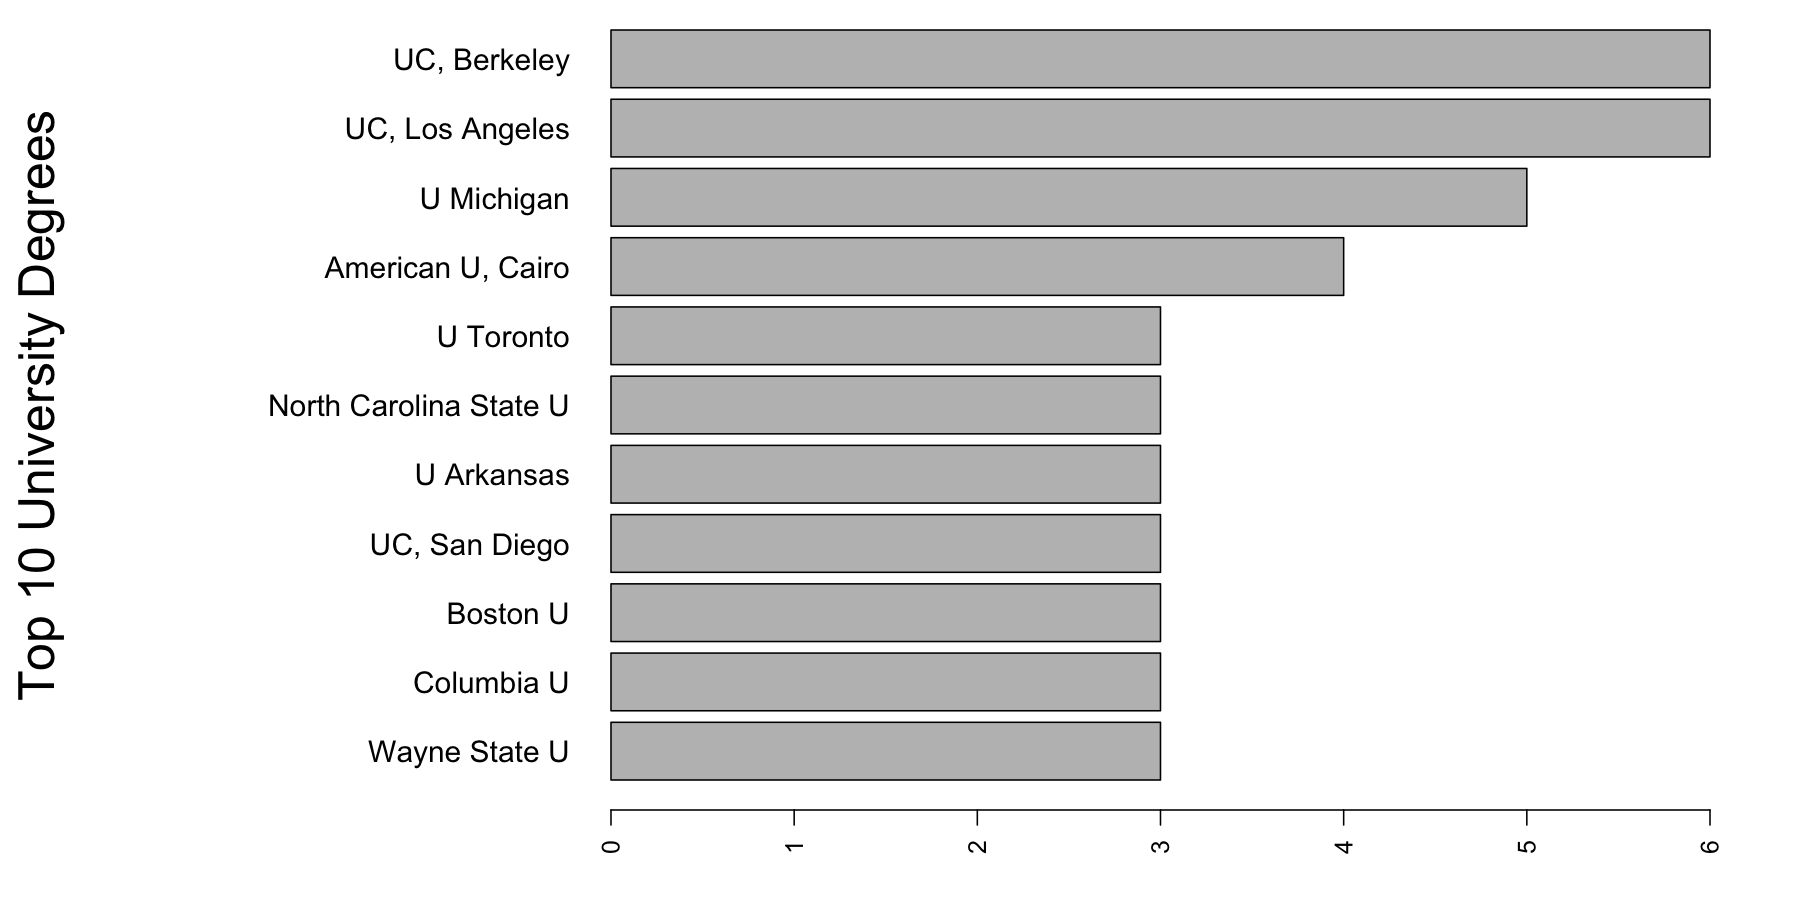 Top 10 University Degrees
UC, Berkeley
UC, Los Angeles
U Michigan
American U, Cairo
U Toronto
North Carolina State U
U Arkansas
UC, San Diego
Boston U
Columbia U
Wayne State U
0 1 2 3 4 5 6